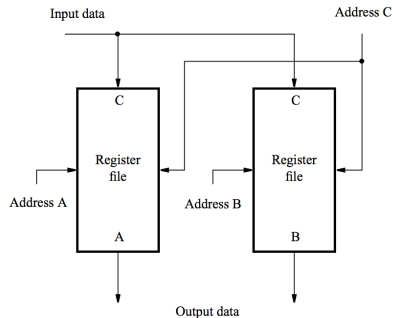 Input data
Address C
C
C
Register
file
Register
file
Address A
Address B
A
B
Output data